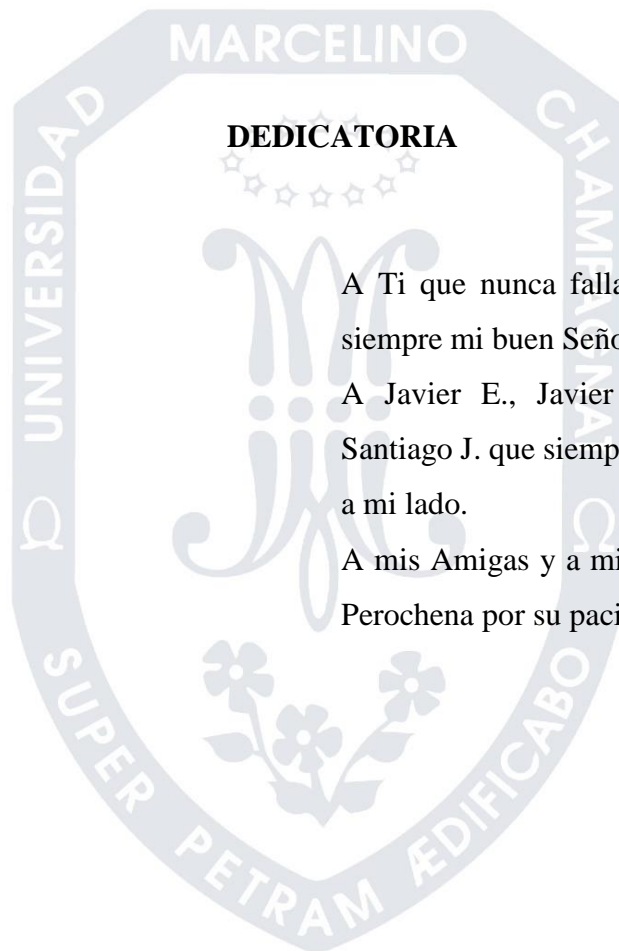 MARCELINO
UNIVERSIDAD
CHAMPAGNAT
DEDICATORIA
A Ti que nunca falla
siempre mi buen Seño
A Javier E., Javier
Santiago J. que siemp
a mi lado.
A mis Amigas y a mi
Perochena por su paci
Ω
Ω
SUPER PETRAM ÆDIFICABO